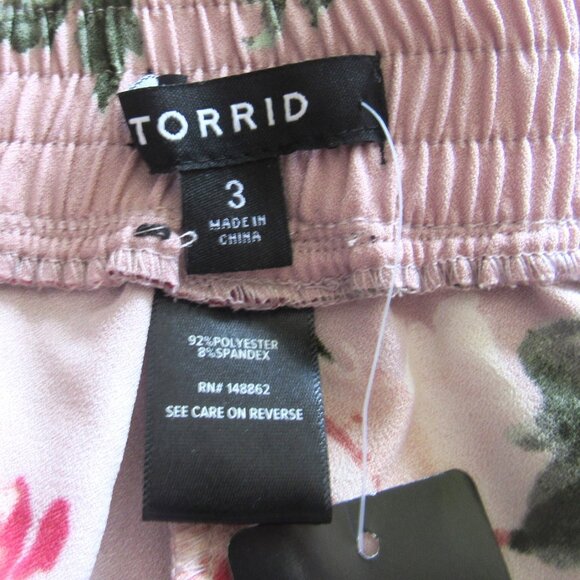 TORRID
3
MADE IN
CHINA
92%POLYESTER
8%SPANDEX
RN# 148862
SEE CARE ON REVERSE